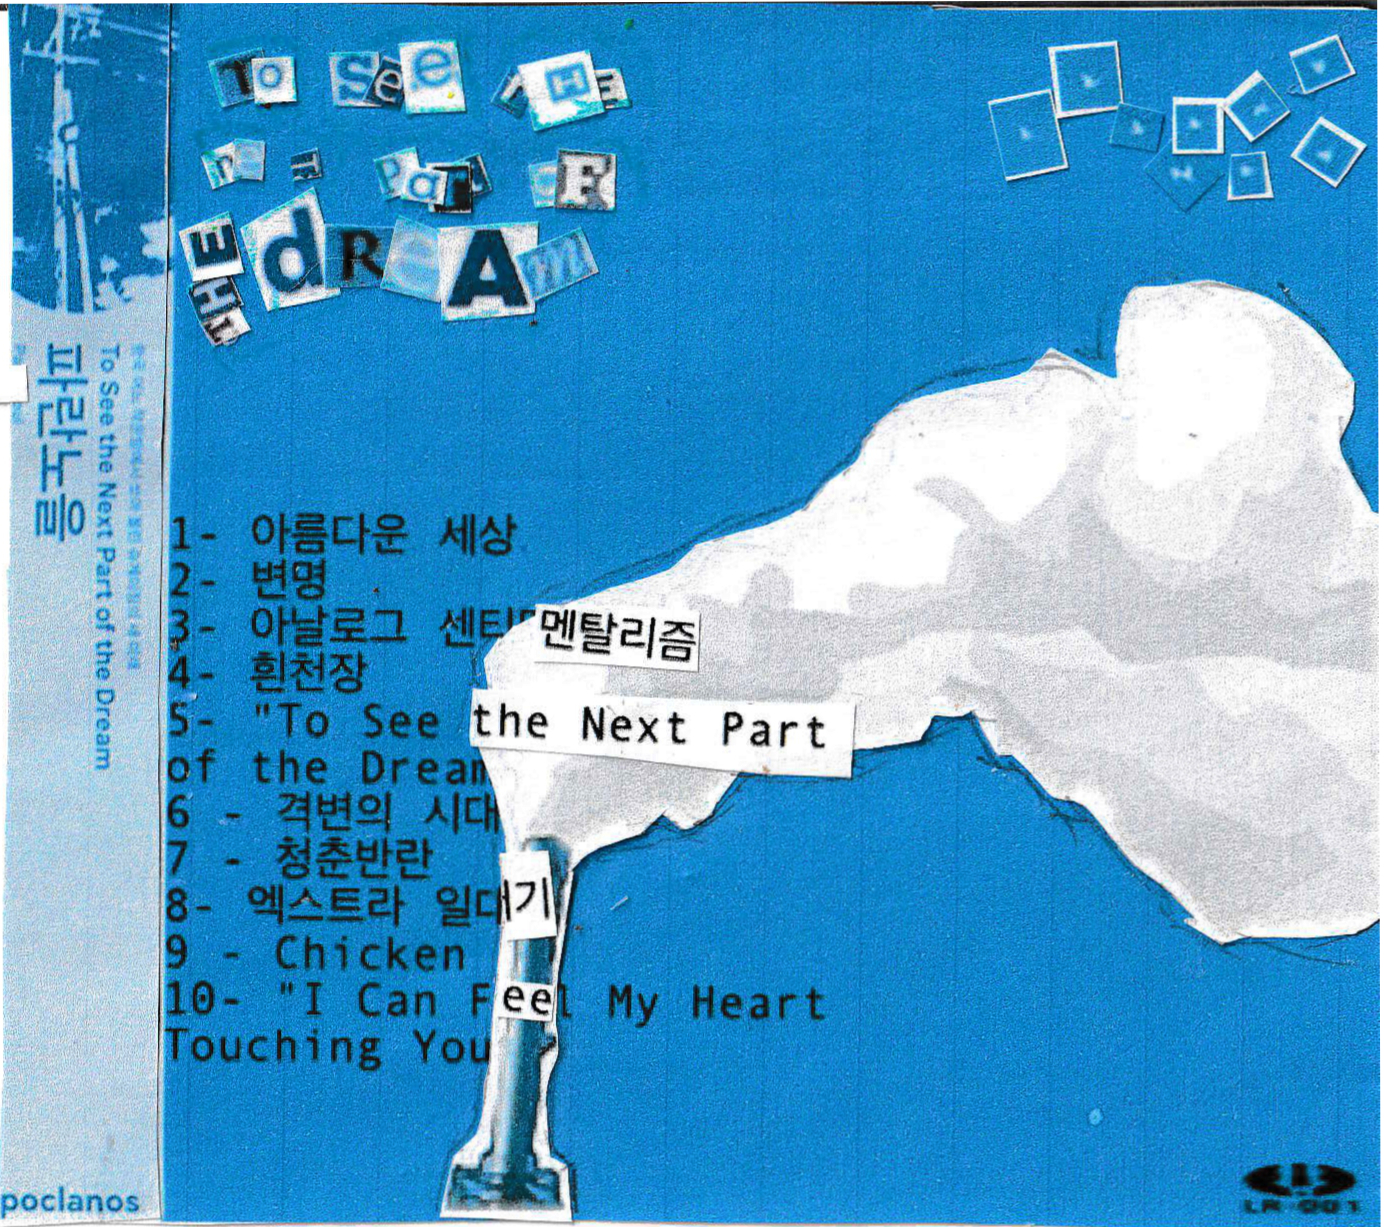 To See THE
NexT Part oF
THE dReAm
파란노을
To See the Next Part of the Dream
1- 아름다운 세상
2- 변명
3- 아날로그 센티멘탈리즘
4- 흰천장
5- "To See the Next Part
of the Dream
6 - 격변의 시대
7 - 청춘반란
8- 엑스트라 일대기
9 - Chicken
10- "I Can Feel My Heart
Touching You
poclanos
LR-001